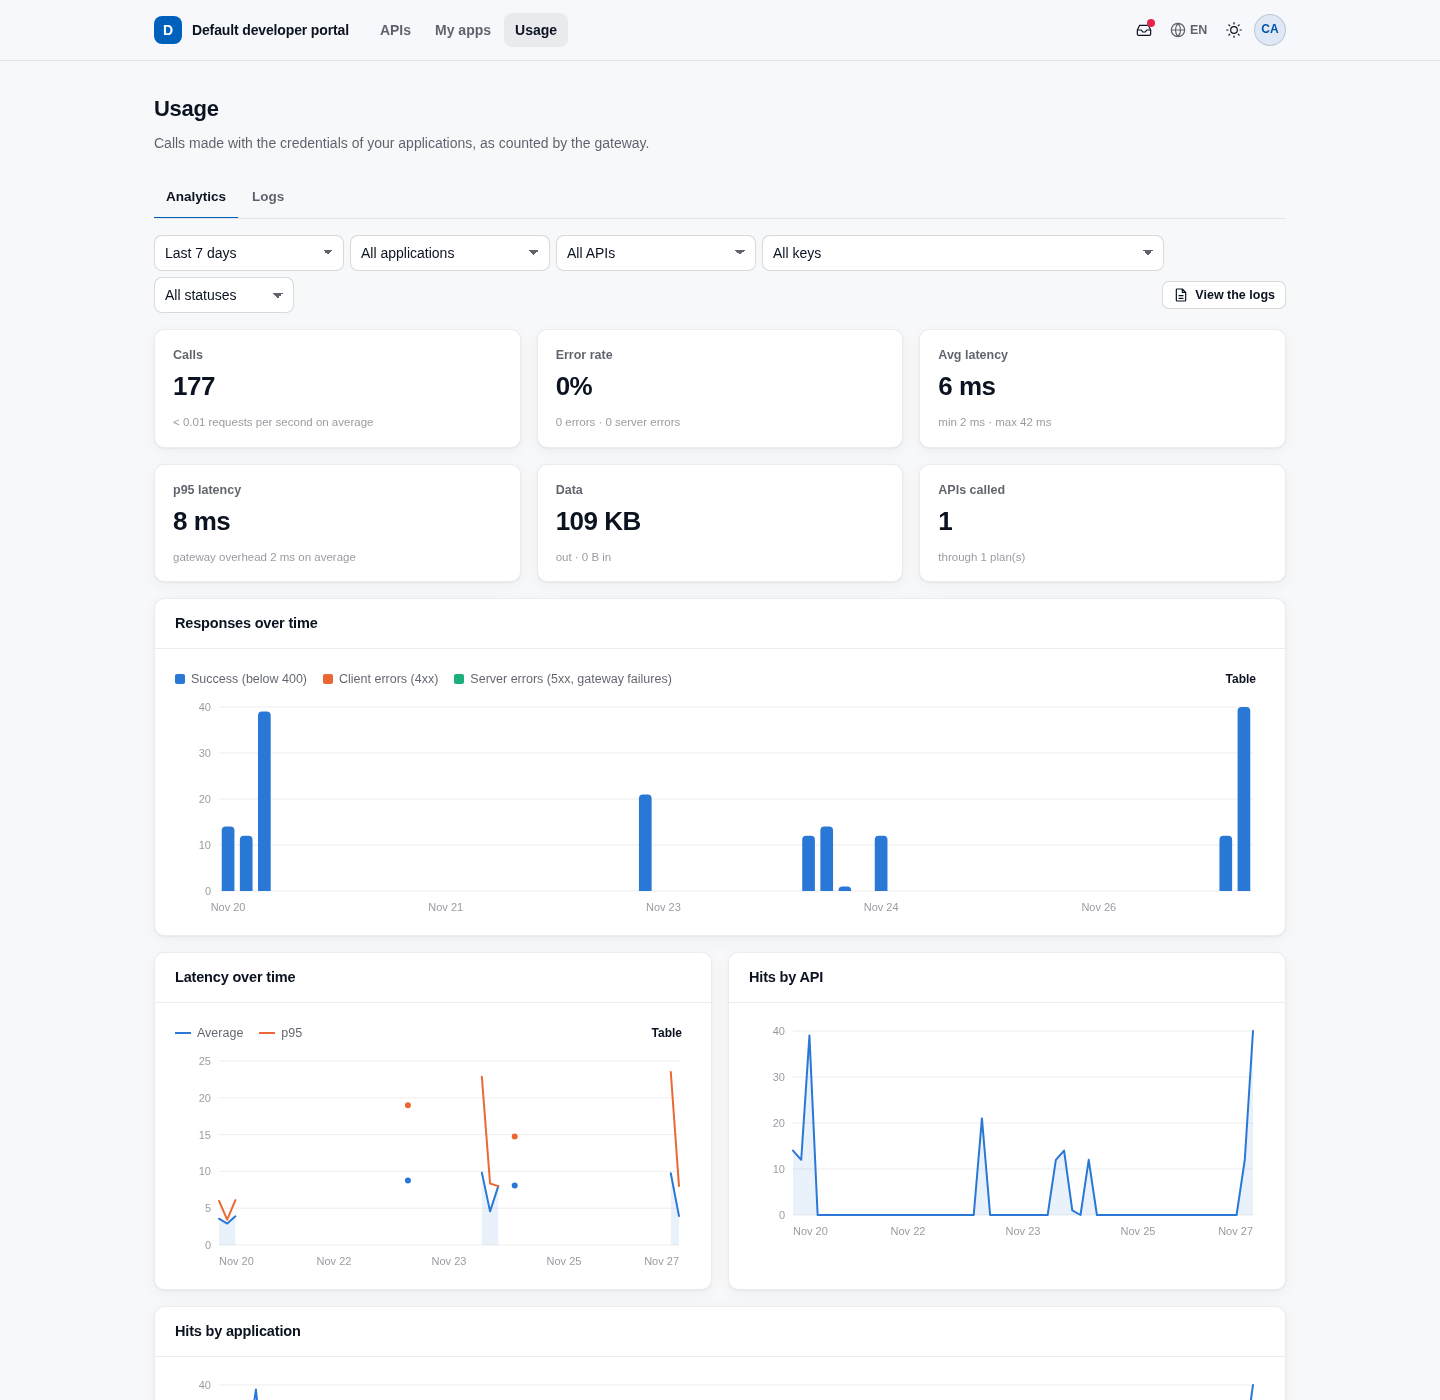 D Default developer portal APIs My apps Usage EN CA
Usage
Calls made with the credentials of your applications, as counted by the gateway.
Analytics Logs
Last 7 days All applications All APIs All keys
All statuses View the logs
Calls Error rate Avg latency
177 0% 6 ms
< 0.01 requests per second on average 0 errors · 0 server errors min 2 ms · max 42 ms
p95 latency Data APIs called
8 ms 109 KB 1
gateway overhead 2 ms on average out · 0 B in through 1 plan(s)
Responses over time
Success (below 400) Client errors (4xx) Server errors (5xx, gateway failures) Table
40
30
20
10
0
Nov 20 Nov 21 Nov 23 Nov 24 Nov 26
Latency over time
Average p95 Table
25
20
15
10
5
0
Nov 20 Nov 22 Nov 23 Nov 25 Nov 27
Hits by API
40
30
20
10
0
Nov 20 Nov 22 Nov 23 Nov 25 Nov 27
Hits by application
40